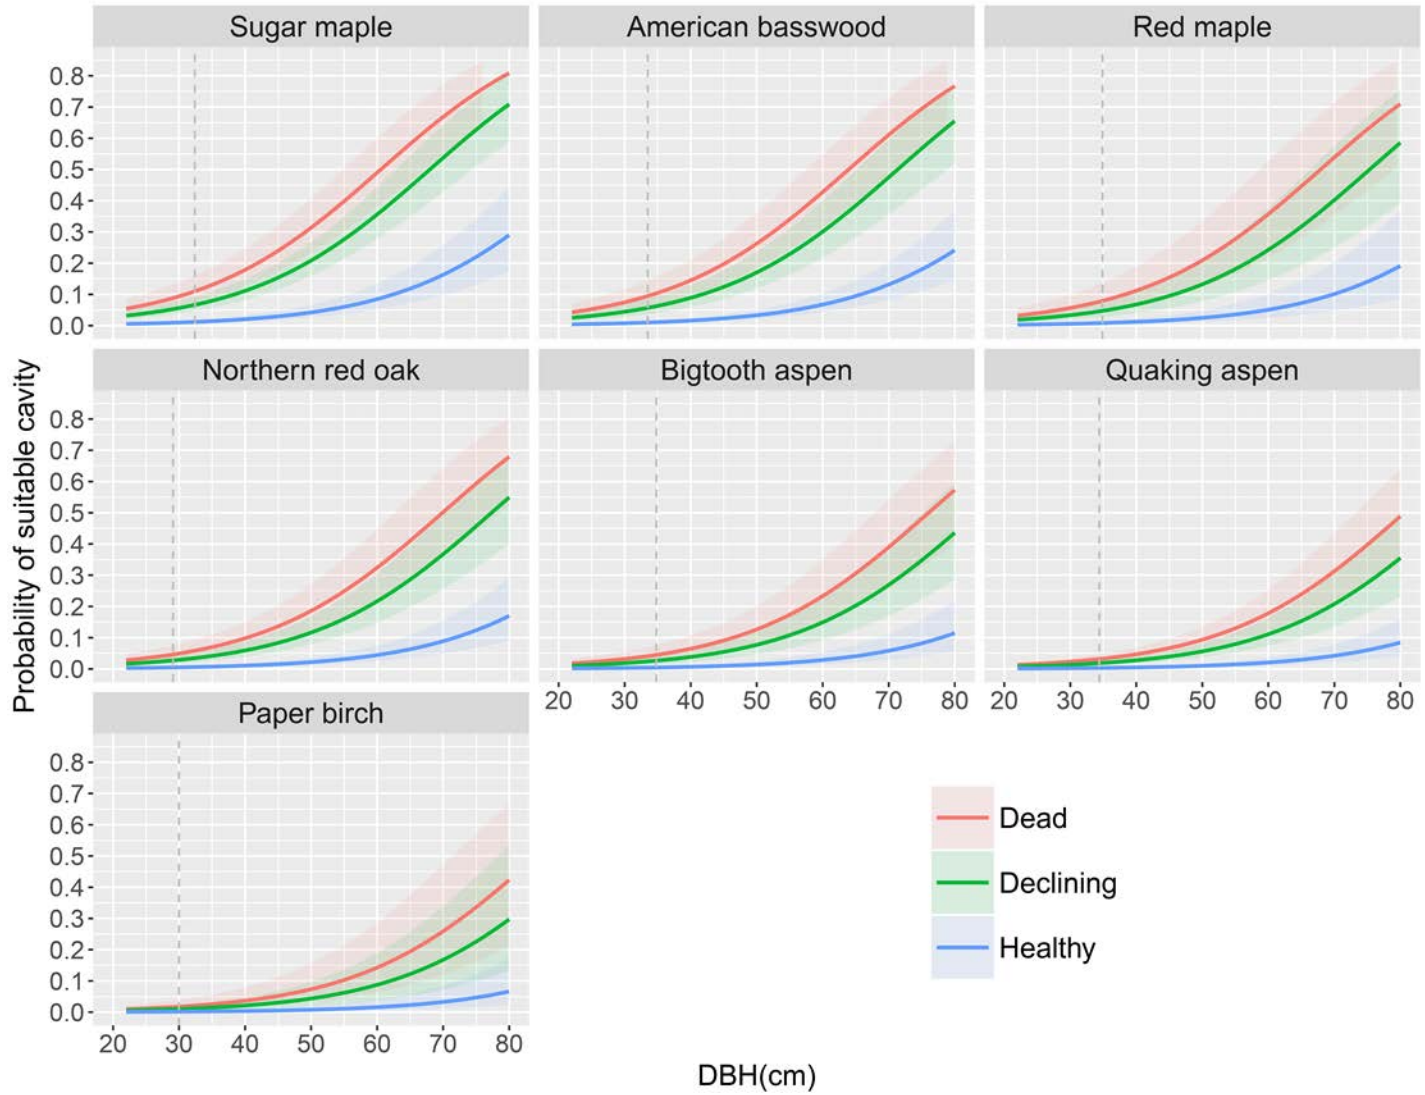 Sugar maple
American basswood
Red maple
0.8
0.7
0.6
0.5
0.4
0.3
0.2
0.1
0.0
Northern red oak
Bigtooth aspen
Quaking aspen
0.8
0.7
0.6
0.5
0.4
0.3
0.2
0.1
0.0
20 30 40 50 60 70 80
20 30 40 50 60 70 80
Paper birch
0.8
0.7
0.6
0.5
0.4
0.3
0.2
0.1
0.0
20 30 40 50 60 70 80
Probability of suitable cavity
DBH(cm)
Dead
Declining
Healthy